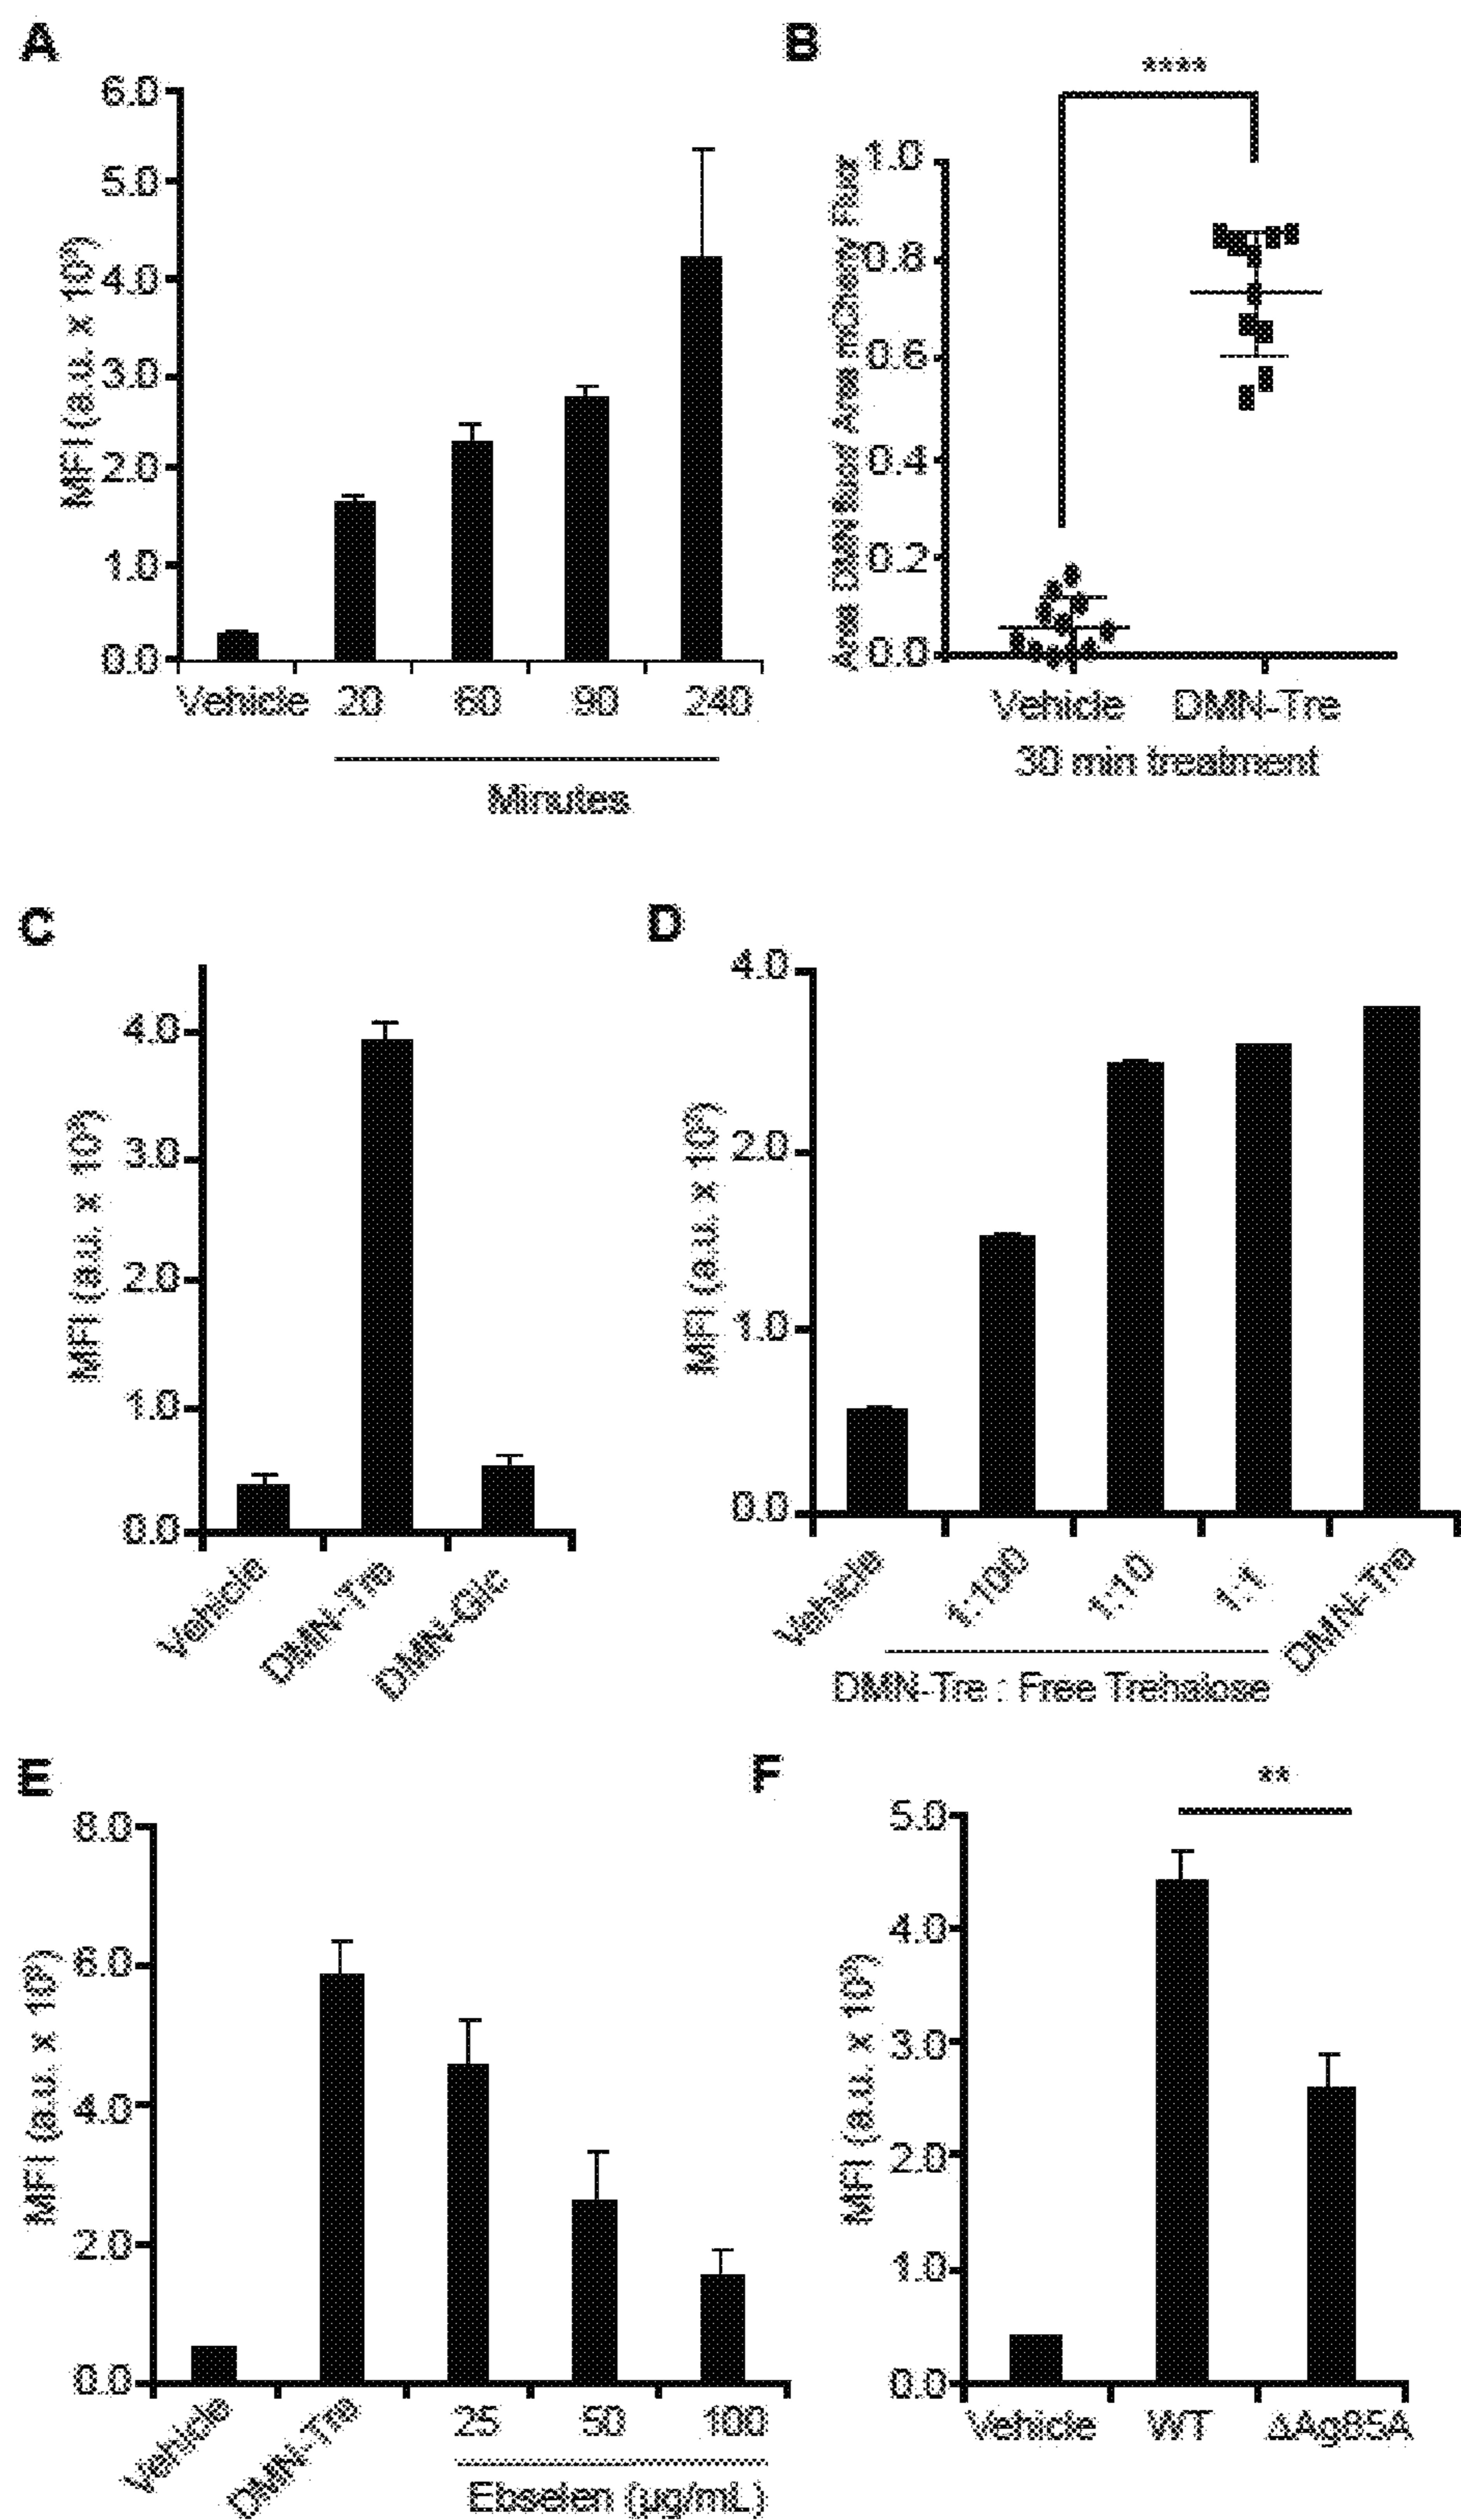 A
MFI (a.u. x 10³)
6.0
5.0
4.0
3.0
2.0
1.0
0.0
Vehicle 20 60 90 240
Minutes
B
****
Area DMN fluor/ Area mCherry Fluor
1.0
0.8
0.6
0.4
0.2
0.0
Vehicle DMN-Tre
30 min treatment
C
MFI (a.u. x 10³)
4.0
3.0
2.0
1.0
0.0
Vehicle
DMN-Tre
DMN-Glc
D
MFI (a.u. x 10³)
4.0
2.0
1.0
0.0
Vehicle
1:100
1:10
1:1
DMN-Tre
DMN-Tre : Free Trehalose
E
MFI (a.u. x 10³)
8.0
6.0
4.0
2.0
0.0
Vehicle
DMN-Tre
25 50 100
Ebselen (µg/mL)
F
**
MFI (a.u. x 10³)
5.0
4.0
3.0
2.0
1.0
0.0
Vehicle WT ΔAg85A